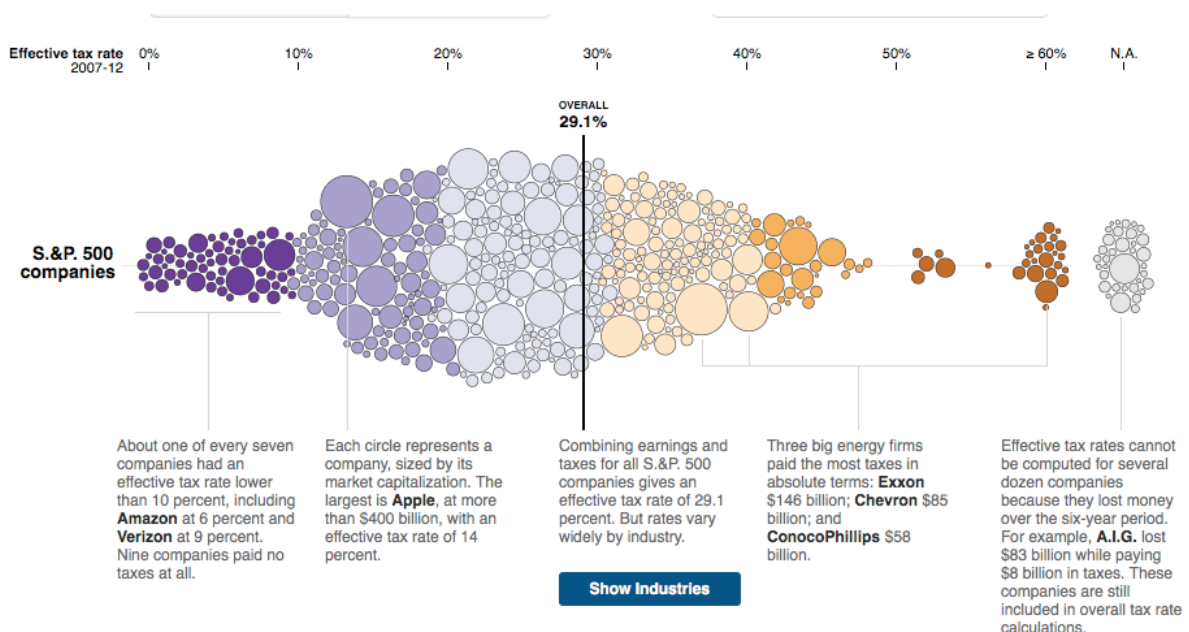 Effective tax rate 0% 10% 20% 30% 40% 50% ≥ 60% N.A.
2007-12
OVERALL
29.1%
S.&P. 500
companies
About one of every seven
companies had an
effective tax rate lower
than 10 percent, including
Amazon at 6 percent and
Verizon at 9 percent.
Nine companies paid no
taxes at all.
Each circle represents a
company, sized by its
market capitalization. The
largest is Apple, at more
than $400 billion, with an
effective tax rate of 14
percent.
Combining earnings and
taxes for all S.&P. 500
companies gives an
effective tax rate of 29.1
percent. But rates vary
widely by industry.
Show Industries
Three big energy firms
paid the most taxes in
absolute terms: Exxon
$146 billion; Chevron $85
billion; and
ConocoPhillips $58
billion.
Effective tax rates cannot
be computed for several
dozen companies
because they lost money
over the six-year period.
For example, A.I.G. lost
$83 billion while paying
$8 billion in taxes. These
companies are still
included in overall tax rate
calculations.